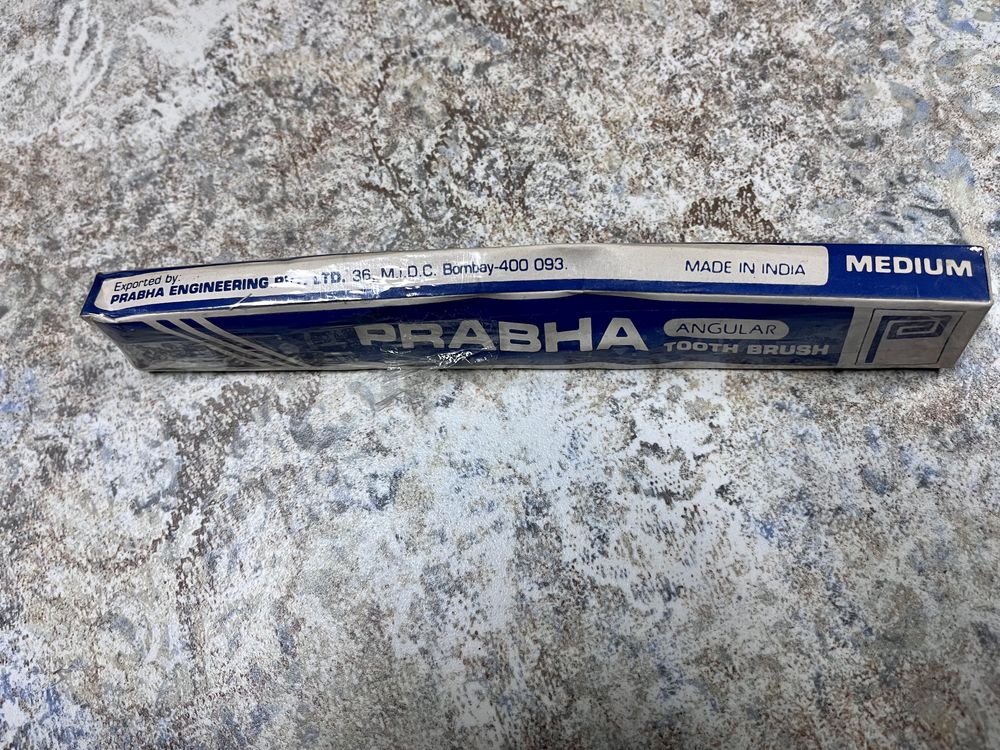 Exported by:
PRABHA ENGINEERING LTD. 36, M.I.D.C. Bombay-400 093.
MADE IN INDIA
MEDIUM
PRABHA
ANGULAR
TOOTH BRUSH